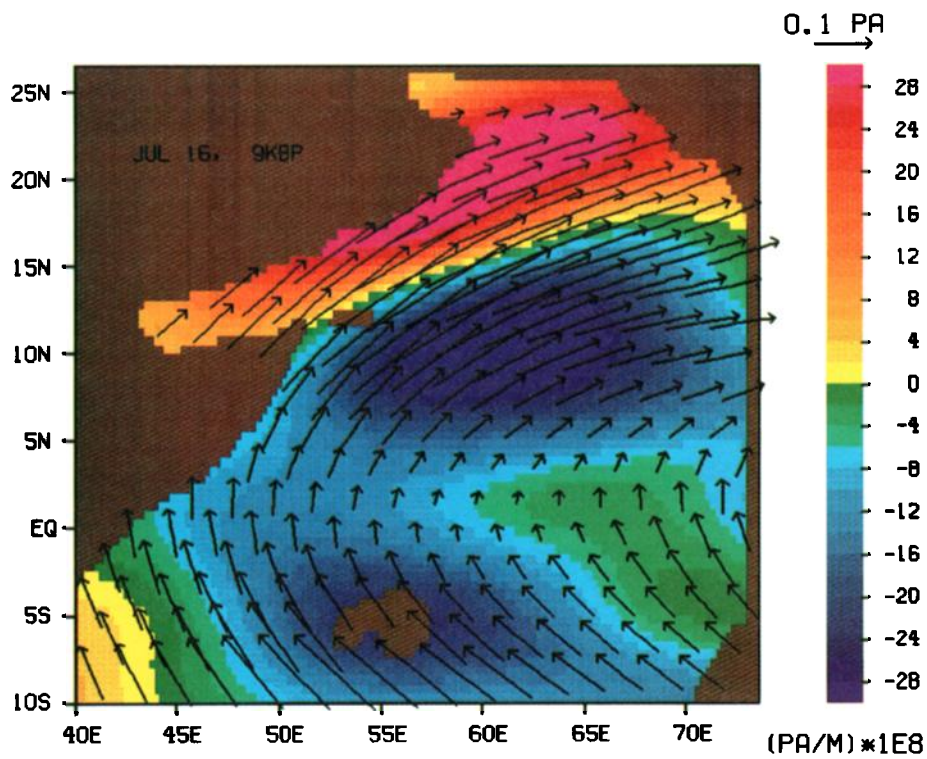 0.1 PA
JUL 16, 9KBP
25N
20N
15N
10N
5N
EQ
5S
10S
40E 45E 50E 55E 60E 65E 70E
28
24
20
16
12
8
4
0
-4
-8
-12
-16
-20
-24
-28
(PA/M)*1E8